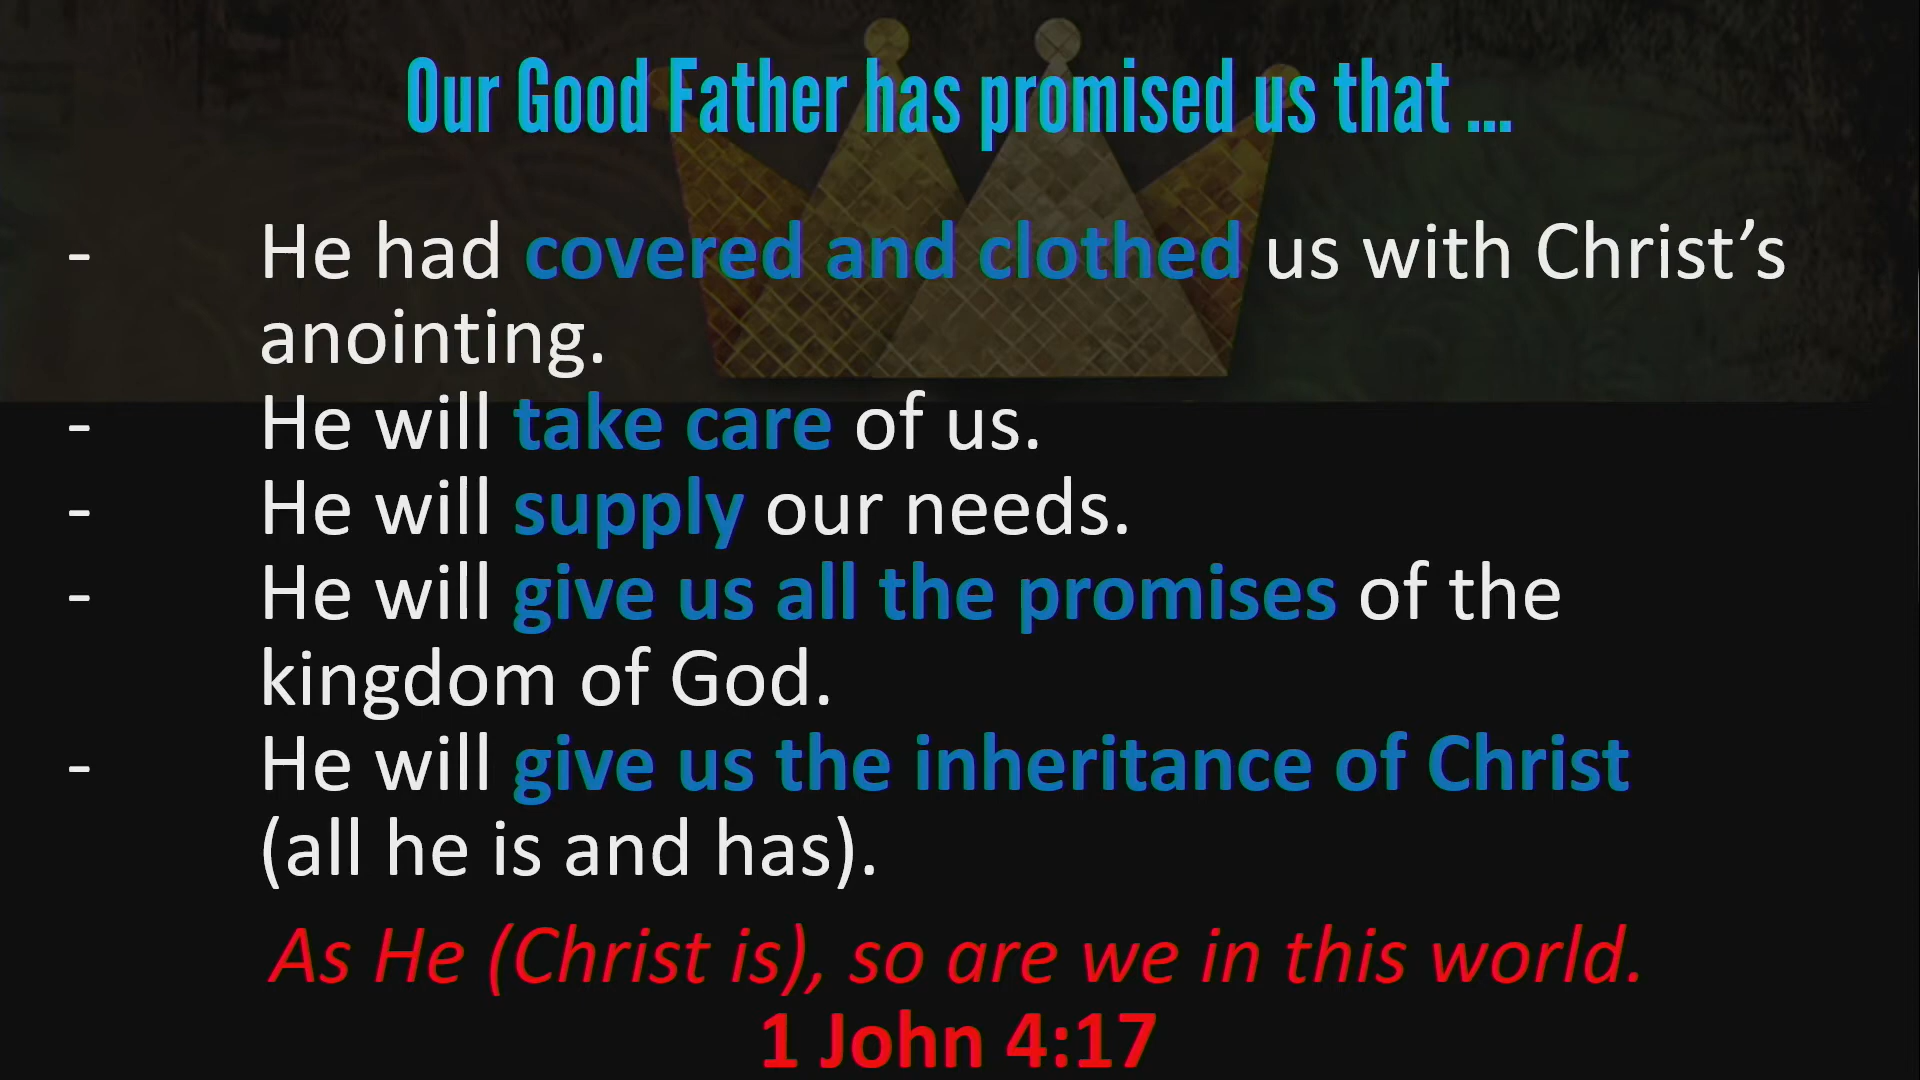 Our Good Father has promised us that ...
- He had covered and clothed us with Christ’s
anointing.
- He will take care of us.
- He will supply our needs.
- He will give us all the promises of the
kingdom of God.
- He will give us the inheritance of Christ
(all he is and has).
As He (Christ is), so are we in this world.
1 John 4:17